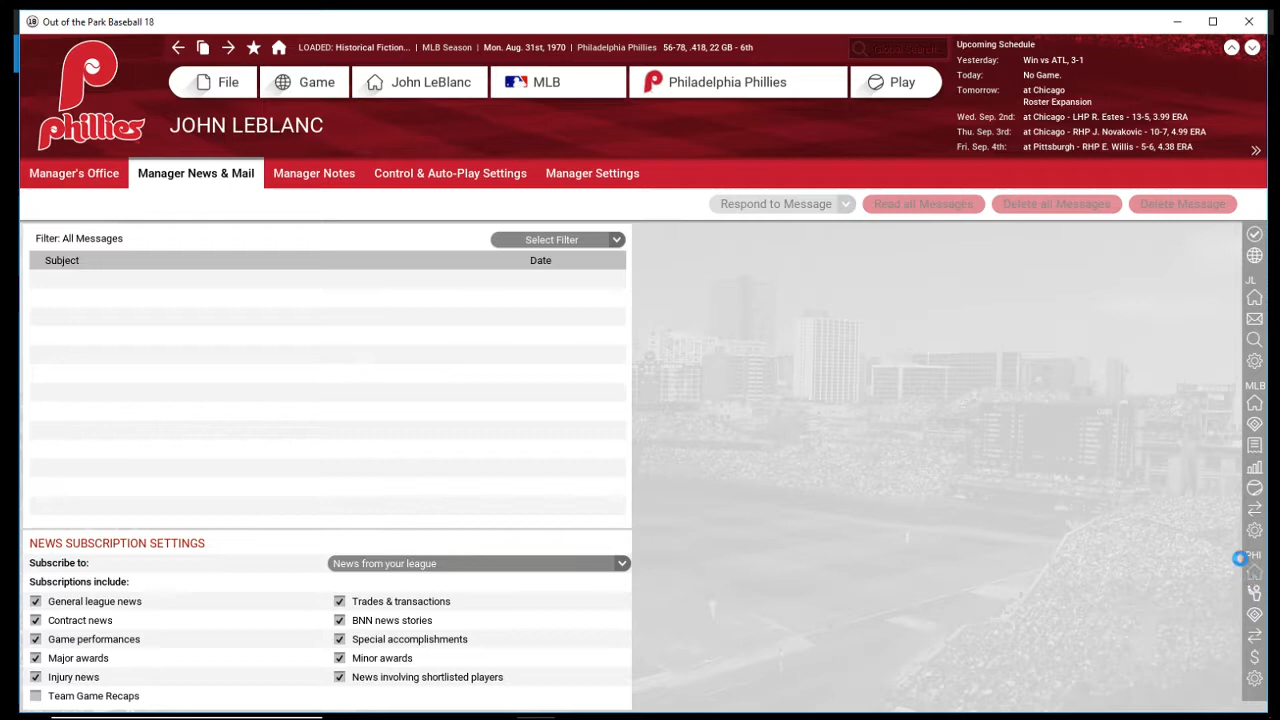 Out of the Park Baseball 18
LOADED: Historical Fiction... | MLB Season | Mon. Aug. 31st, 1970 | Philadelphia Phillies 56-78, .418, 22 GB - 6th
Global Search...
Upcoming Schedule
Yesterday: Win vs ATL, 3-1
Today: No Game.
Tomorrow: at Chicago
Roster Expansion
Wed. Sep. 2nd: at Chicago - LHP R. Estes - 13-5, 3.99 ERA
Thu. Sep. 3rd: at Chicago - RHP J. Novakovic - 10-7, 4.99 ERA
Fri. Sep. 4th: at Pittsburgh - RHP E. Willis - 5-6, 4.38 ERA
File Game John LeBlanc MLB Philadelphia Phillies Play
phillies
JOHN LEBLANC
Manager's Office Manager News & Mail Manager Notes Control & Auto-Play Settings Manager Settings
Respond to Message Read all Messages Delete all Messages Delete Message
Filter: All Messages Select Filter
Subject Date
JL
MLB
PHI
NEWS SUBSCRIPTION SETTINGS
Subscribe to: News from your league
Subscriptions include:
General league news Trades & transactions
Contract news BNN news stories
Game performances Special accomplishments
Major awards Minor awards
Injury news News involving shortlisted players
Team Game Recaps